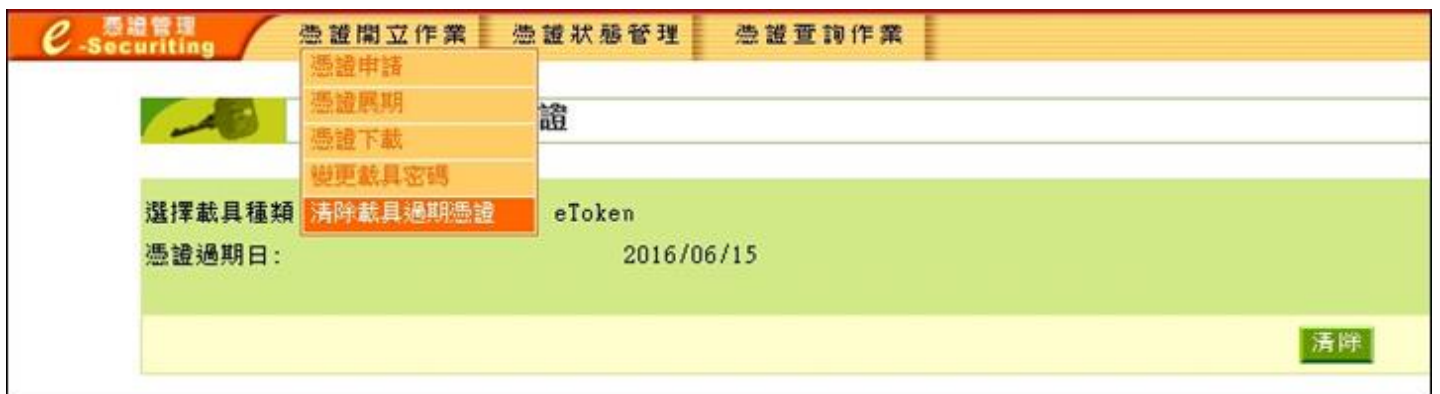 憑證管理
e-Securiting
憑證開立作業 憑證狀態管理 憑證查詢作業
憑證申請
憑證展期
憑證下載
變更載具密碼
清除載具過期憑證
證
選擇載具種類 eToken
憑證過期日: 2016/06/15
清除